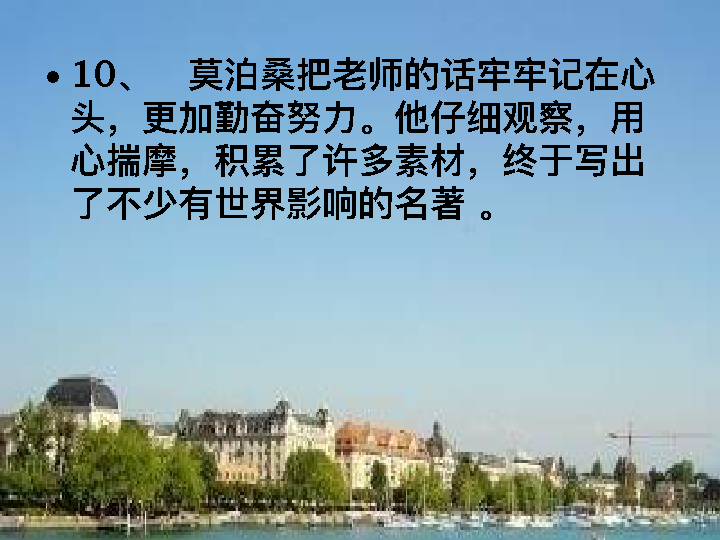 • 10、 莫泊桑把老师的话牢牢记在心
头，更加勤奋努力。他仔细观察，用
心揣摩，积累了许多素材，终于写出
了不少有世界影响的名著 。